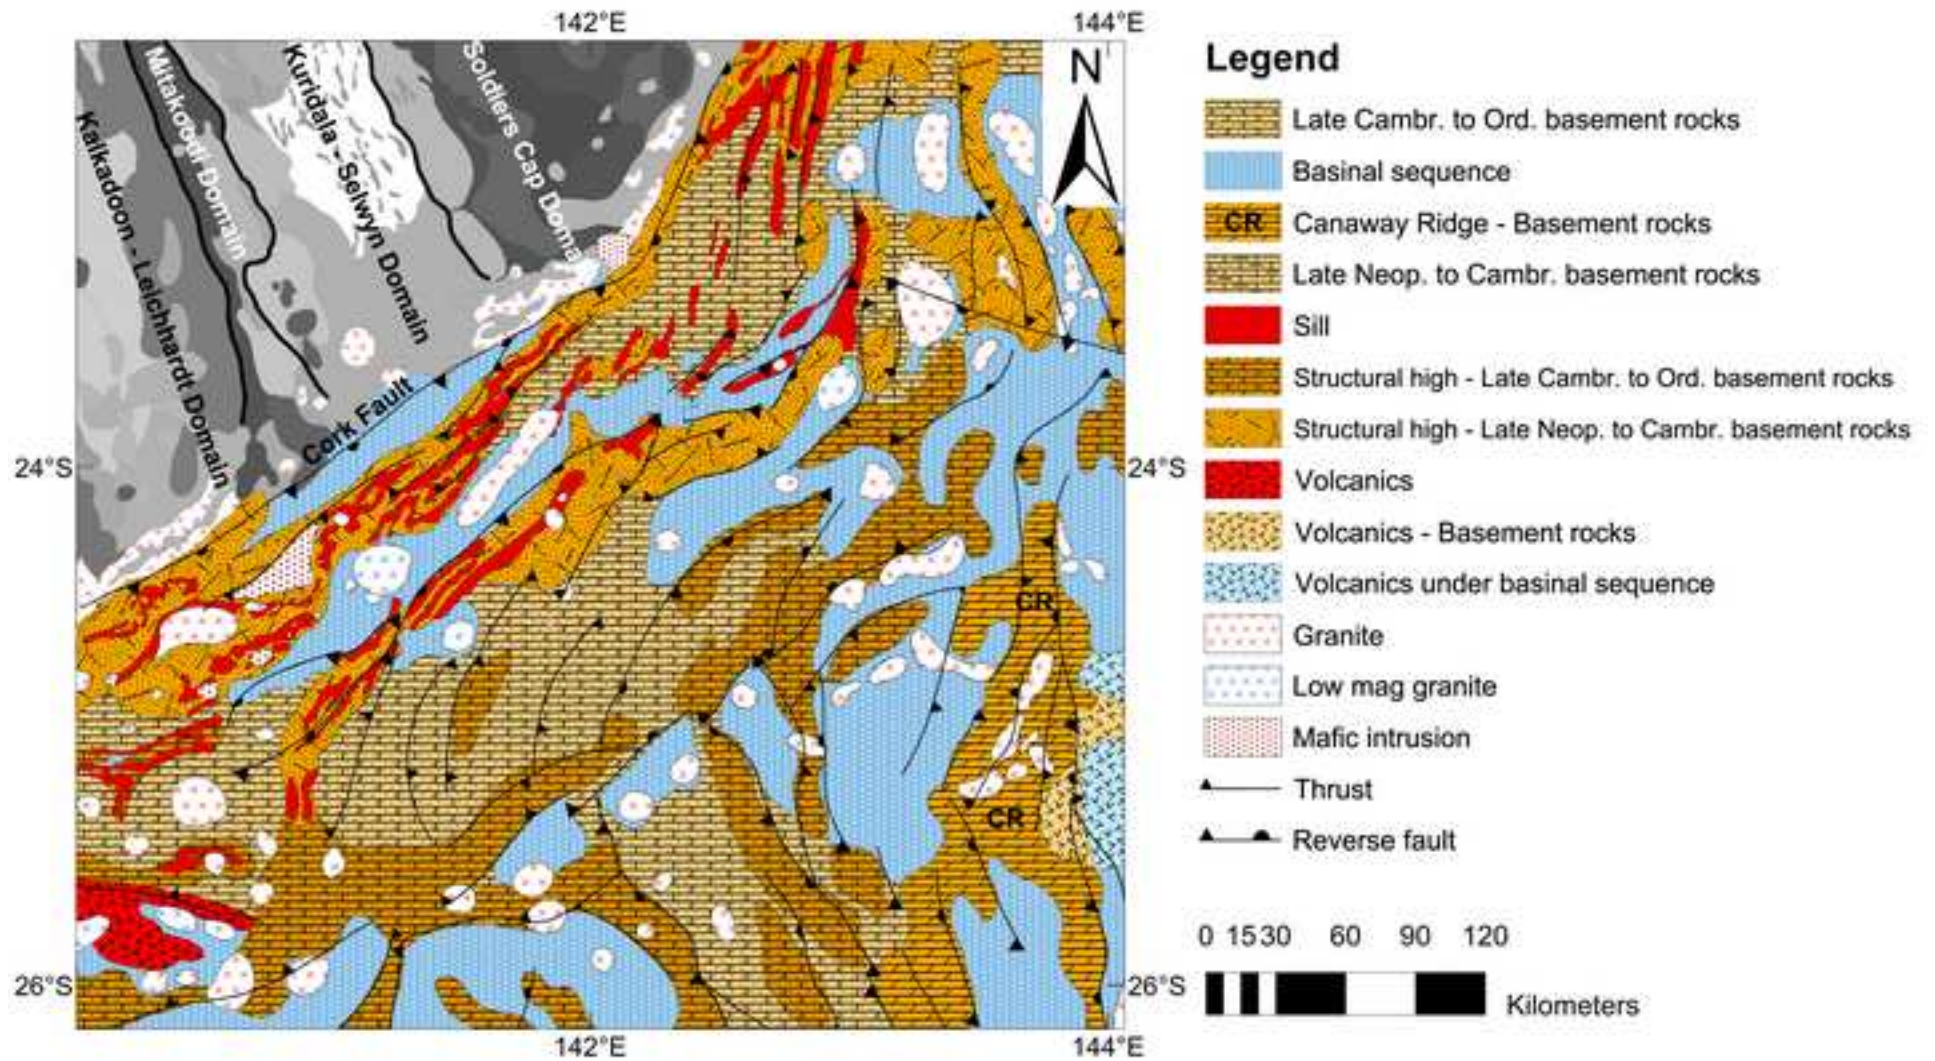 142°E
144°E
N
Kalkadoon - Leichhardt Domain
Mitakoodi Domain
Kuridala - Selwyn Domain
Soldiers Cap Doma
Cork Fault
24°S
24°S
CR
CR
26°S
26°S
142°E
144°E
Legend
Late Cambr. to Ord. basement rocks
Basinal sequence
CR Canaway Ridge - Basement rocks
Late Neop. to Cambr. basement rocks
Sill
Structural high - Late Cambr. to Ord. basement rocks
Structural high - Late Neop. to Cambr. basement rocks
Volcanics
Volcanics - Basement rocks
Volcanics under basinal sequence
Granite
Low mag granite
Mafic intrusion
Thrust
Reverse fault
0 15 30 60 90 120
Kilometers